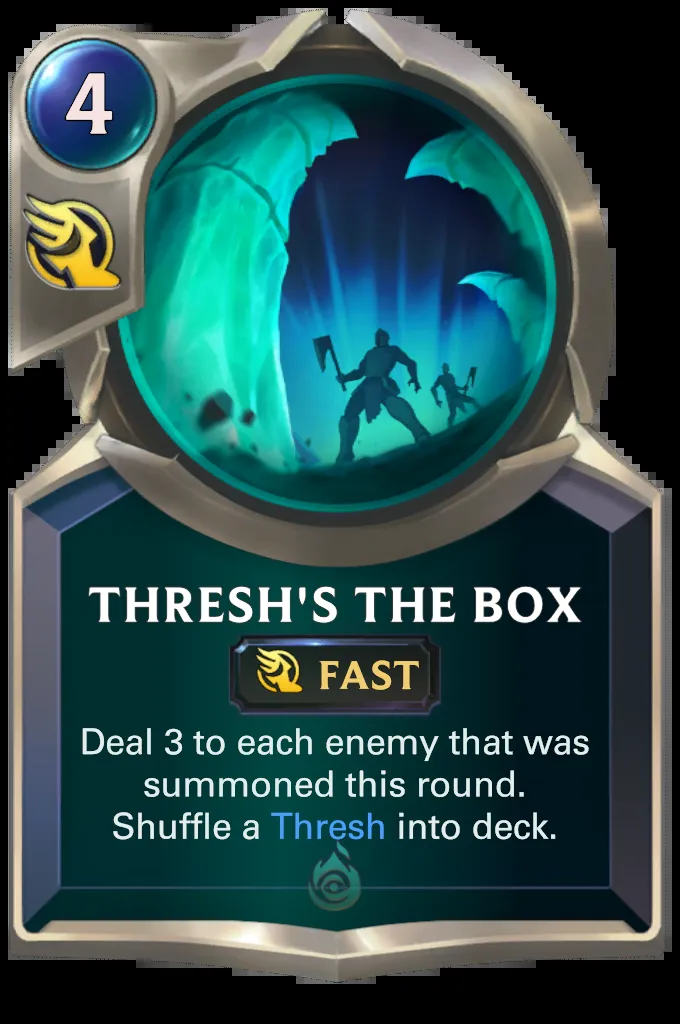 4
THRESH'S THE BOX
FAST
Deal 3 to each enemy that was
summoned this round.
Shuffle a Thresh into deck.